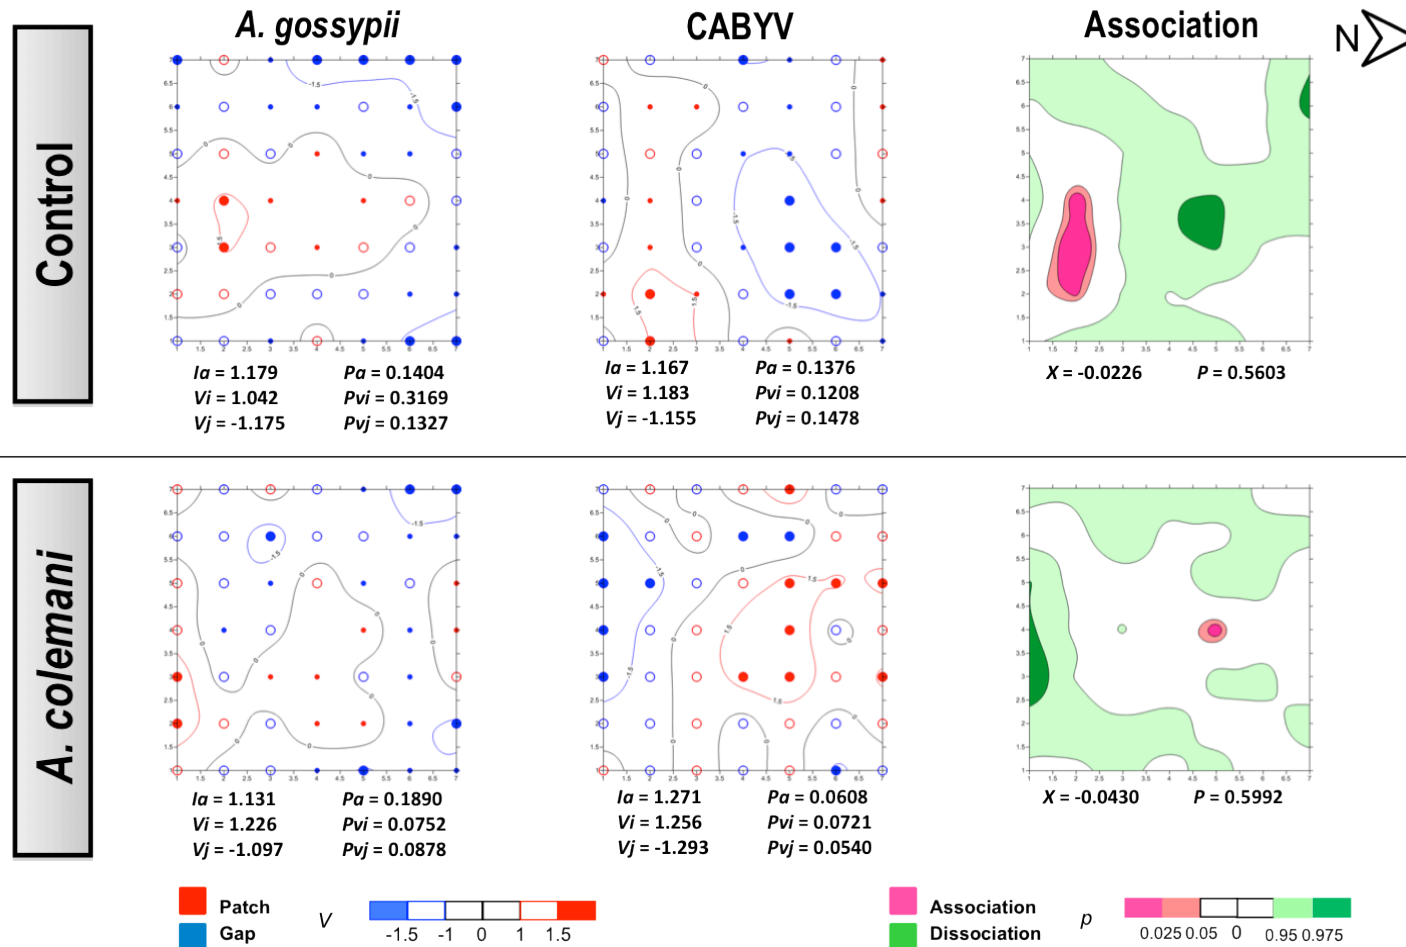 A. gossypii CABYV Association N
Control
Ia = 1.179 Pa = 0.1404
Vi = 1.042 Pvi = 0.3169
Vj = -1.175 Pvj = 0.1327
Ia = 1.167 Pa = 0.1376
Vi = 1.183 Pvi = 0.1208
Vj = -1.155 Pvj = 0.1478
X = -0.0226 P = 0.5603
A. colemani
Ia = 1.131 Pa = 0.1890
Vi = 1.226 Pvi = 0.0752
Vj = -1.097 Pvj = 0.0878
Ia = 1.271 Pa = 0.0608
Vi = 1.256 Pvi = 0.0721
Vj = -1.293 Pvj = 0.0540
X = -0.0430 P = 0.5992
Patch
Gap
V
-1.5 -1 0 1 1.5
Association
Dissociation
p
0.025 0.05 0 0.95 0.975